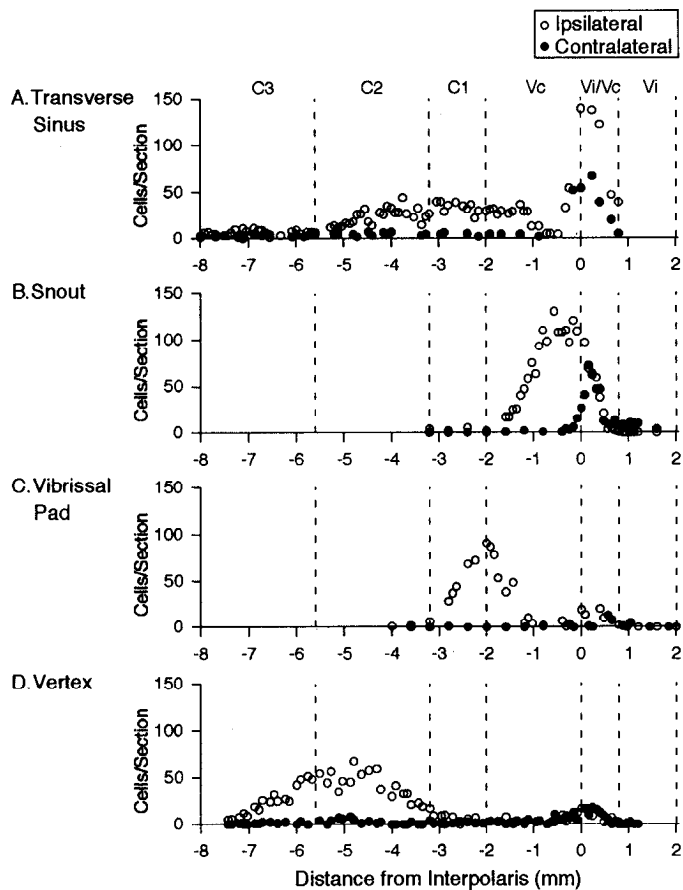 Ipsilateral
Contralateral
C3 C2 C1 Vc Vi/Vc Vi
A. Transverse
Sinus
Cells/Section
150
100
50
0
-8 -7 -6 -5 -4 -3 -2 -1 0 1 2
B. Snout
Cells/Section
150
100
50
0
-8 -7 -6 -5 -4 -3 -2 -1 0 1 2
C. Vibrissal
Pad
Cells/Section
150
100
50
0
-8 -7 -6 -5 -4 -3 -2 -1 0 1 2
D. Vertex
Cells/Section
150
100
50
0
-8 -7 -6 -5 -4 -3 -2 -1 0 1 2
Distance from Interpolaris (mm)